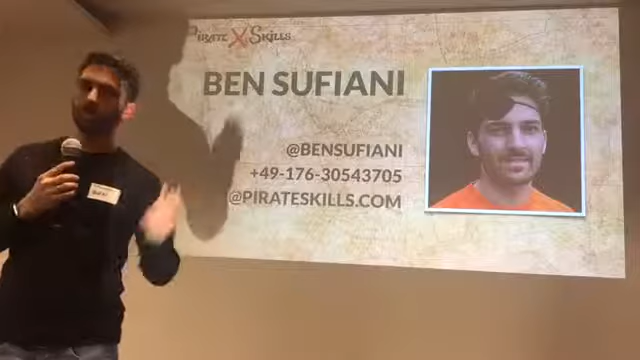 PIRATE X SKILLS
BEN SUFIANI
@BENSUFIANI
+49-176-30543705
@PIRATESKILLS.COM